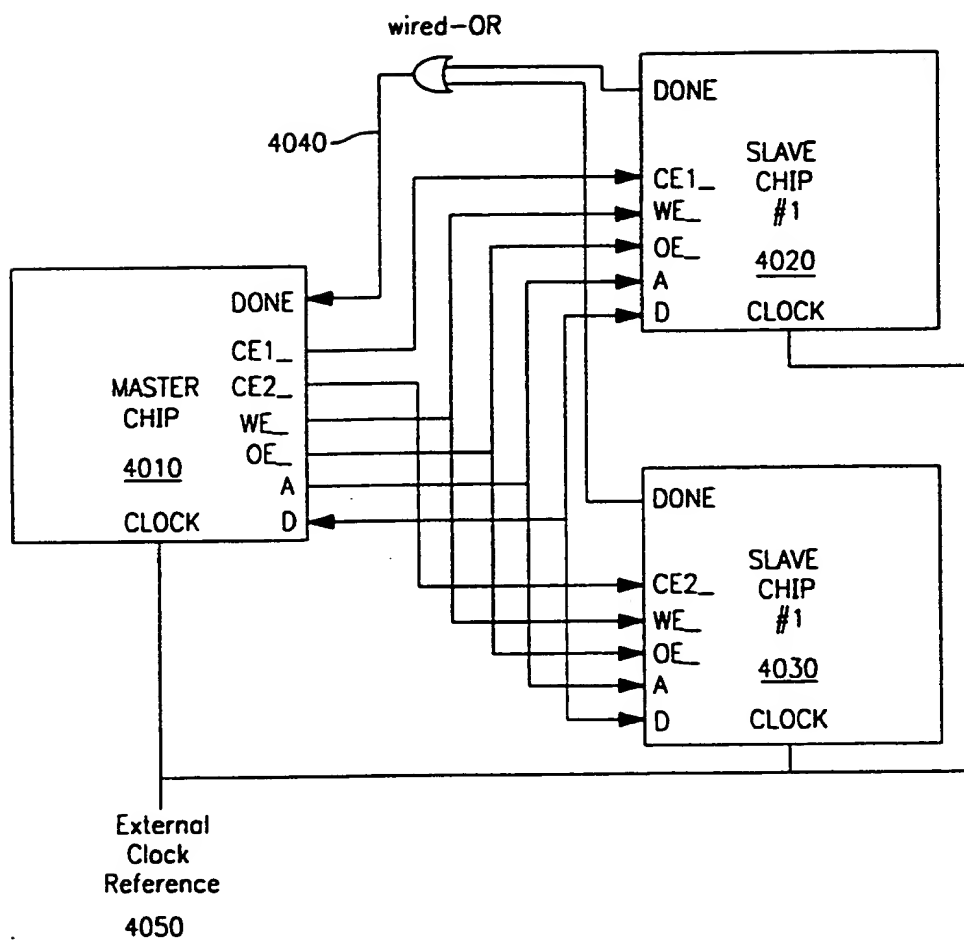 wired-OR
4040
DONE
CE1_
WE_
OE_
A
D
SLAVE
CHIP
#1
4020
CLOCK
DONE
CE1_
CE2_
WE_
OE_
A
D
MASTER
CHIP
4010
CLOCK
DONE
CE2_
WE_
OE_
A
D
SLAVE
CHIP
#1
4030
CLOCK
External
Clock
Reference
4050